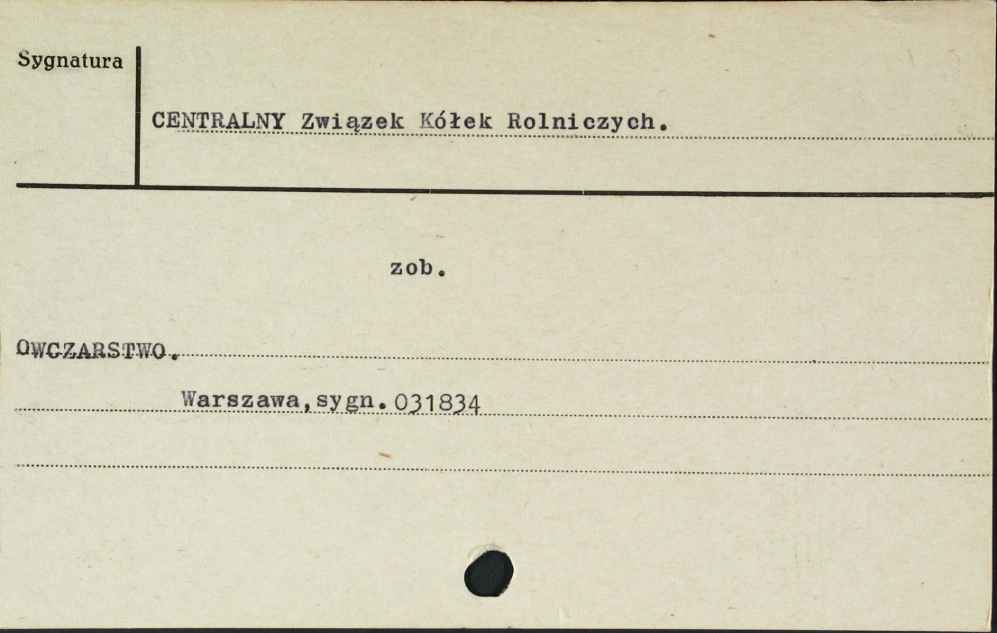 Sygnatura
CENTRALNY Związek Kółek Rolniczych.
zob.
OWCZARSTWO.
Warszawa,sygn.031834